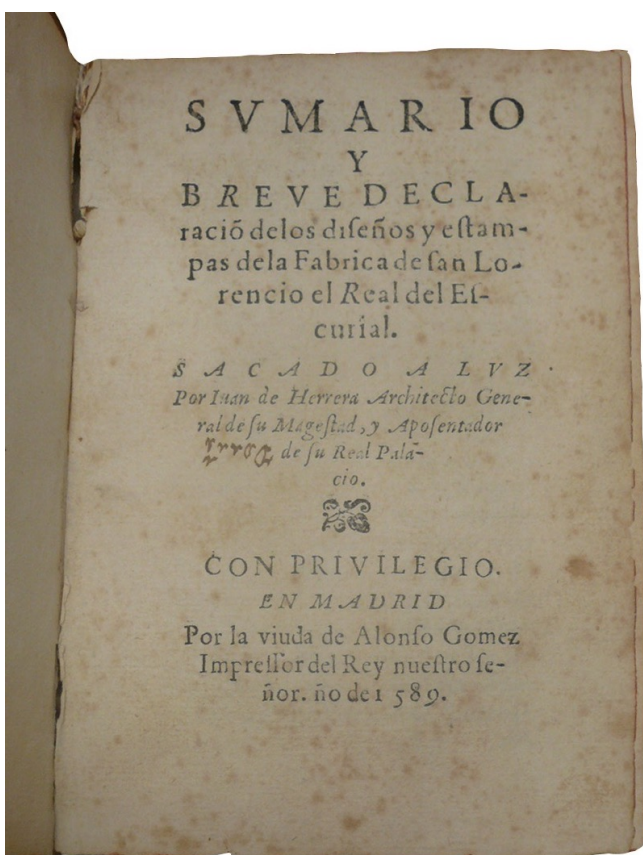 SVMARIO
Y
BREVE DECLA-
raciõ delos diſeños y eſtam-
pas dela Fabrica de ſan Lo-
rencio el Real del Eſ-
curial.
SACADO A LVZ
Por Iuan de Herrera Architecto Gene-
ral de ſu Mageſtad, y Apoſentador
de ſu Real Palã-
cio.
CON PRIVILEGIO.
EN MADRID
Por la viuda de Alonſo Gomez
Impreſſor del Rey nueſtro ſe-
ñor. ño de 1589.